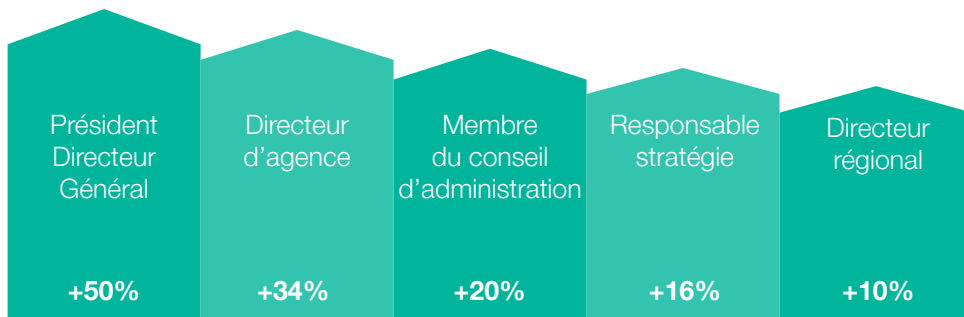 Président
Directeur
Général
+50%
Directeur
d’agence
+34%
Membre
du conseil
d’administration
+20%
Responsable
stratégie
+16%
Directeur
régional
+10%